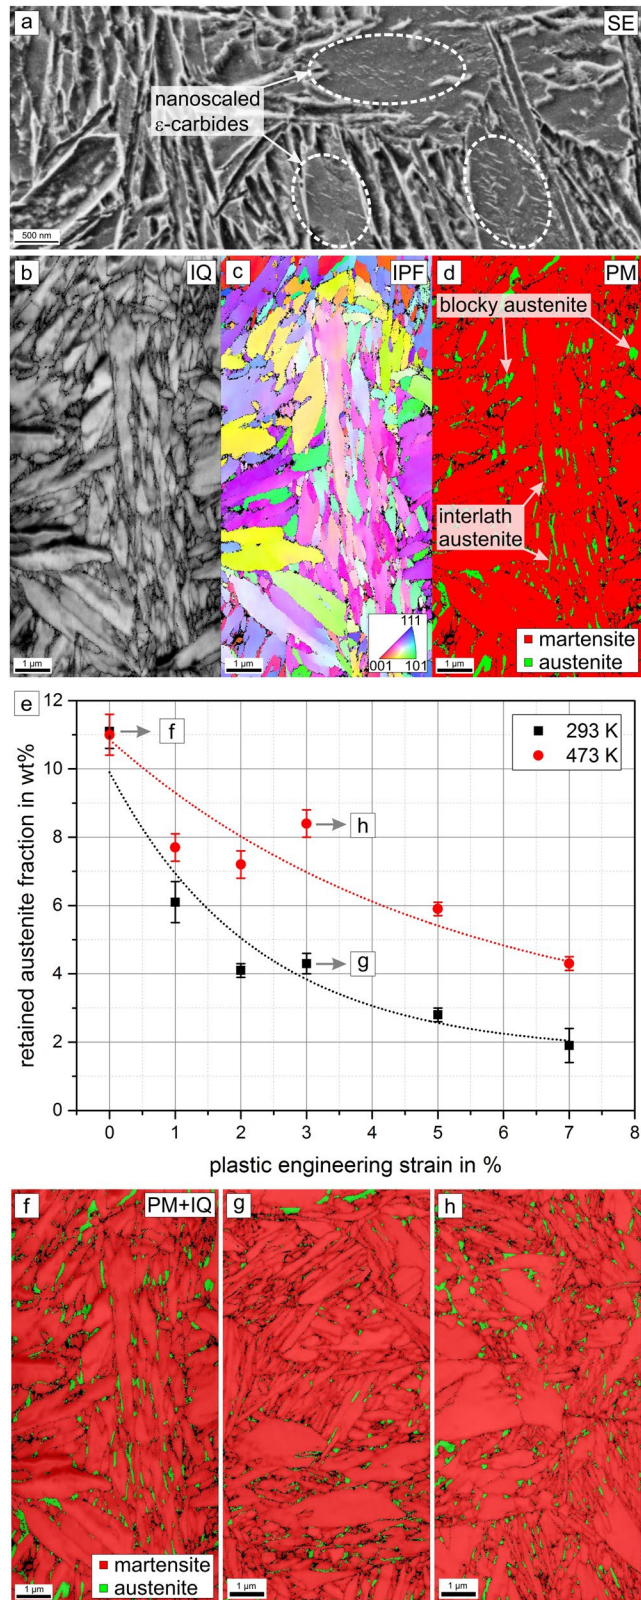 a
SE
nanoscaled
ε-carbides
500 nm
b
IQ
c
IPF
d
PM
blocky austenite
interlath
austenite
111
001 101
martensite
austenite
1 µm
1 µm
1 µm
e
12
10
8
6
4
2
0
retained austenite fraction in wt%
f
h
g
293 K
473 K
0 1 2 3 4 5 6 7 8
plastic engineering strain in %
f
PM+IQ
g
h
martensite
austenite
1 µm
1 µm
1 µm